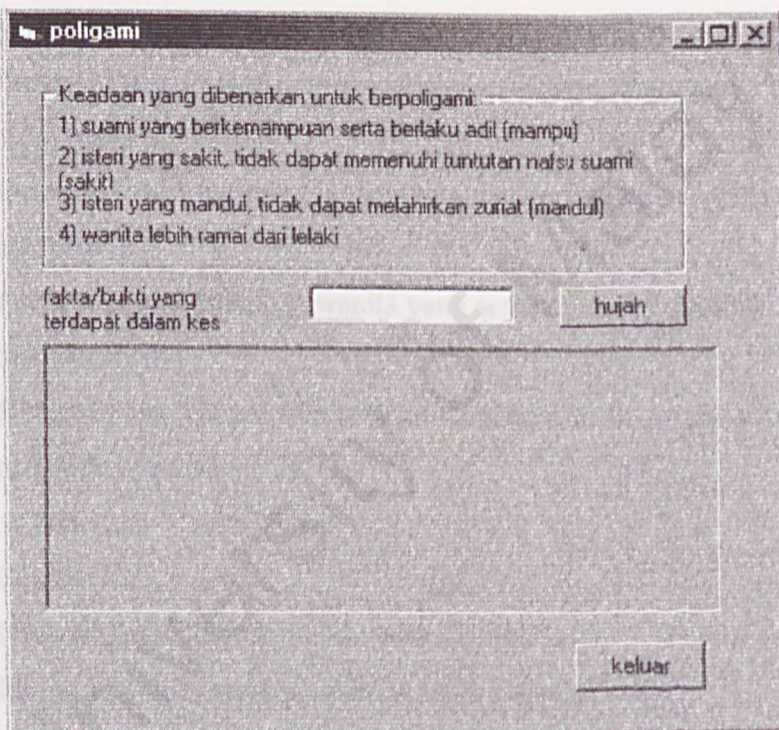 poligami
Keadaan yang dibenarkan untuk berpoligami:
1) suami yang berkemampuan serta berlaku adil (mampu)
2) isteri yang sakit, tidak dapat memenuhi tuntutan nafsu suami
(sakit)
3) isteri yang mandul, tidak dapat melahirkan zuriat (mandul)
4) wanita lebih ramai dari lelaki
fakta/bukti yang
terdapat dalam kes
hujah
keluar